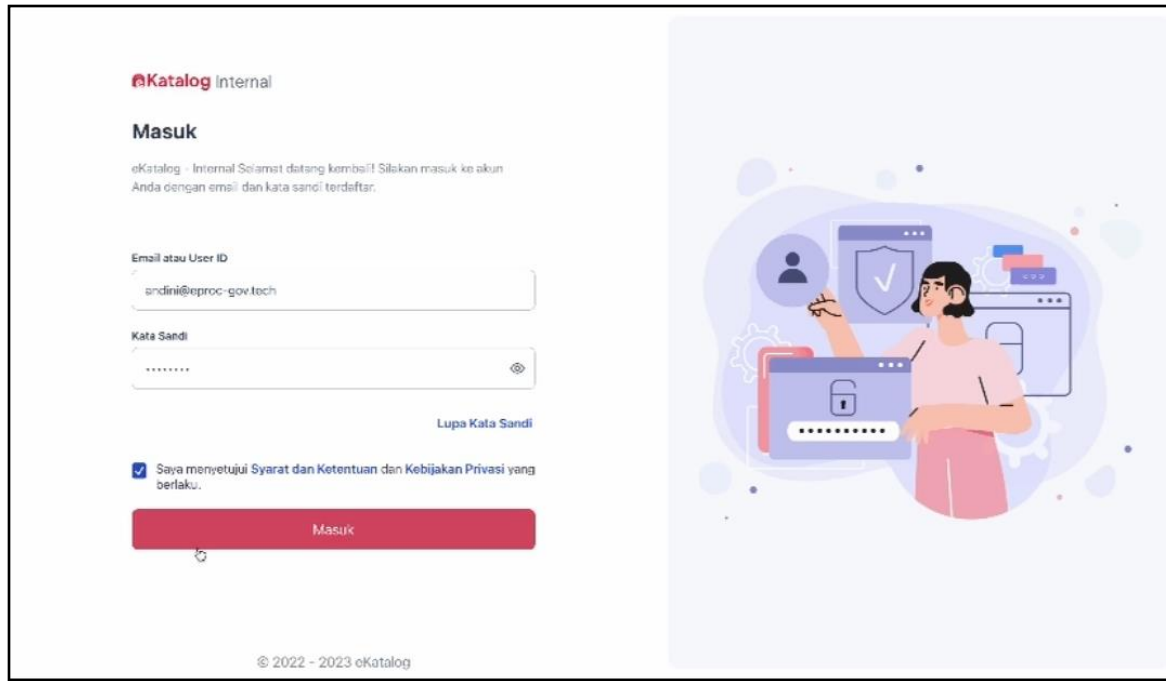 eKatalog Internal
Masuk
eKatalog - Internal Selamat datang kembali! Silakan masuk ke akun
Anda dengan email dan kata sandi terdaftar.
Email atau User ID
andini@eproc-gov.tech
Kata Sandi
........
Lupa Kata Sandi
Saya menyetujui Syarat dan Ketentuan dan Kebijakan Privasi yang
berlaku.
Masuk
© 2022 - 2023 eKatalog